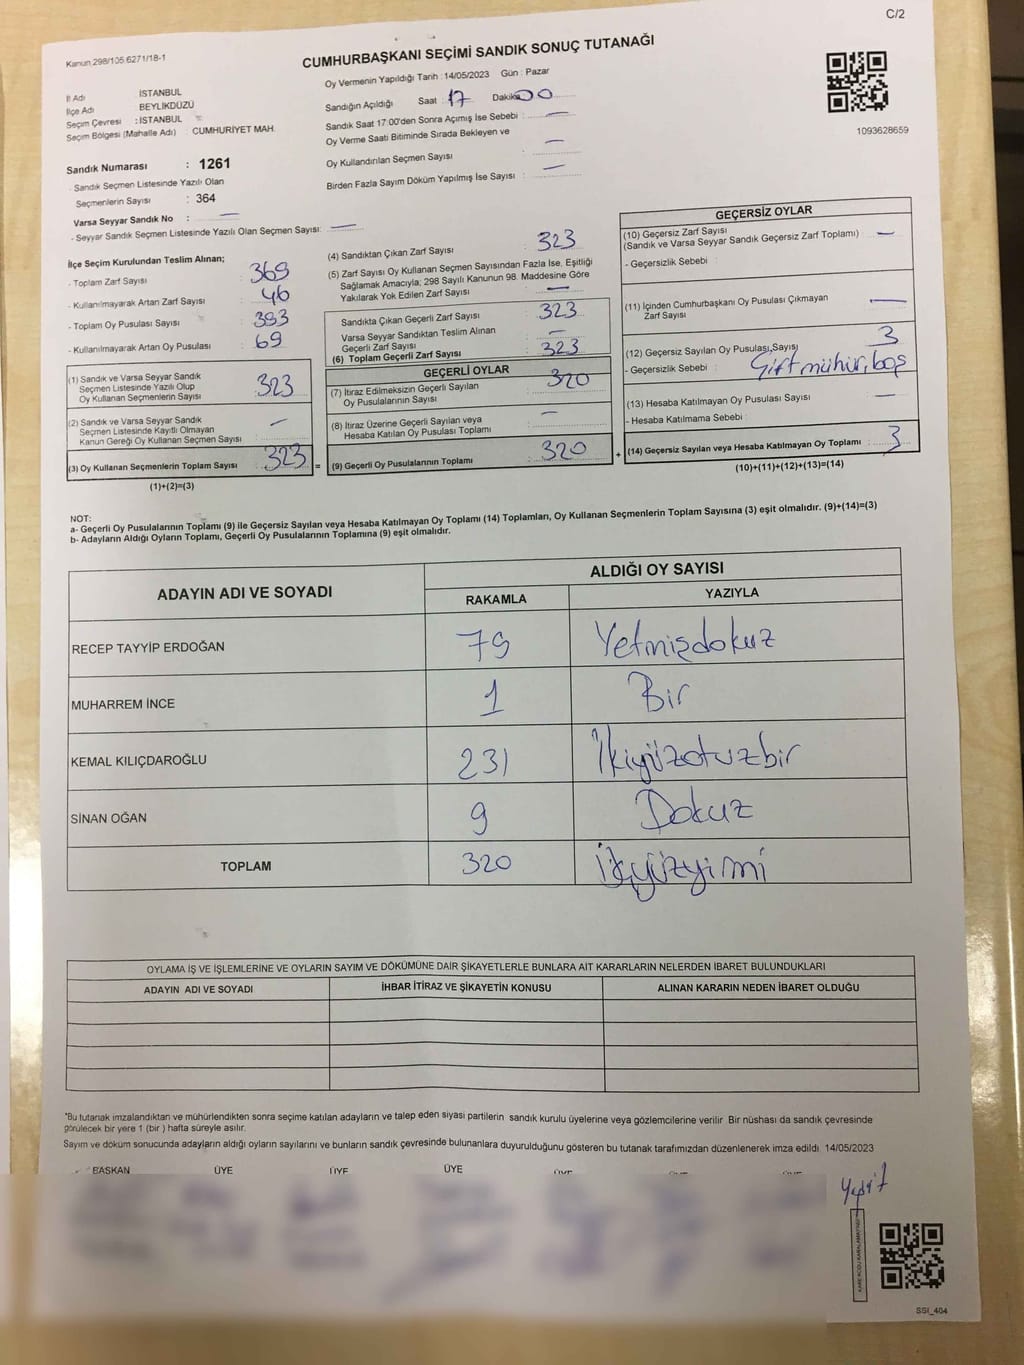 C/2
Kanun 298/105 6271/18-1
CUMHURBAŞKANI SEÇİMİ SANDIK SONUÇ TUTANAĞI
İl Adı : İSTANBUL
İlçe Adı : BEYLİKDÜZÜ
Seçim Çevresi : İSTANBUL
Seçim Bölgesi (Mahalle Adı) : CUMHURİYET MAH.
Oy Vermenin Yapıldığı Tarih : 14/05/2023 Gün : Pazar
Sandığın Açıldığı Saat 17 Dakika 00
Sandık Saat 17:00'den Sonra Açımış İse Sebebi : —
Oy Verme Saati Bitiminde Sırada Bekleyen ve
Oy Kullandırılan Seçmen Sayısı —
Birden Fazla Sayım Döküm Yapılmış İse Sayısı : —
1093628659
Sandık Numarası : 1261
- Sandık Seçmen Listesinde Yazılı Olan
Seçmenlerin Sayısı : 364
Varsa Seyyar Sandık No : —
- Seyyar Sandık Seçmen Listesinde Yazılı Olan Seçmen Sayısı: —
İlçe Seçim Kurulundan Teslim Alınan;
- Toplam Zarf Sayısı : 369
- Kullanılmayarak Artan Zarf Sayısı : 46
- Toplam Oy Pusulası Sayısı : 393
- Kullanılmayarak Artan Oy Pusulası : 69
(1) Sandık ve Varsa Seyyar Sandık
Seçmen Listesinde Yazılı Olup
Oy Kullanan Seçmenlerin Sayısı : 323
(2) Sandık ve Varsa Seyyar Sandık
Seçmen Listesinde Kayıtlı Olmayan
Kanun Gereği Oy Kullanan Seçmen Sayısı : —
(3) Oy Kullanan Seçmenlerin Toplam Sayısı : 323 =
(1)+(2)=(3)
(4) Sandıktan Çıkan Zarf Sayısı : 323
(5) Zarf Sayısı Oy Kullanan Seçmen Sayısından Fazla İse, Eşitliği
Sağlamak Amacıyla, 298 Sayılı Kanunun 98. Maddesine Göre
Yakılarak Yok Edilen Zarf Sayısı : —
Sandıkta Çıkan Geçerli Zarf Sayısı : 323
Varsa Seyyar Sandıktan Teslim Alınan
Geçerli Zarf Sayısı : —
(6) Toplam Geçerli Zarf Sayısı : 323
GEÇERLİ OYLAR
(7) İtiraz Edilmeksizin Geçerli Sayılan
Oy Pusulalarının Sayısı : 320
(8) İtiraz Üzerine Geçerli Sayılan veya
Hesaba Katılan Oy Pusulası Toplamı : —
(9) Geçerli Oy Pusulalarının Toplamı : 320 +
GEÇERSİZ OYLAR
(10) Geçersiz Zarf Sayısı
(Sandık ve Varsa Seyyar Sandık Geçersiz Zarf Toplamı) —
- Geçersizlik Sebebi :
(11) İçinden Cumhurbaşkanı Oy Pusulası Çıkmayan
Zarf Sayısı —
(12) Geçersiz Sayılan Oy Pusulası Sayısı 3
- Geçersizlik Sebebi : Çift mühür, boş
(13) Hesaba Katılmayan Oy Pusulası Sayısı —
- Hesaba Katılmama Sebebi :
(14) Geçersiz Sayılan veya Hesaba Katılmayan Oy Toplamı : 3
(10)+(11)+(12)+(13)=(14)
NOT:
a- Geçerli Oy Pusulalarının Toplamı (9) ile Geçersiz Sayılan veya Hesaba Katılmayan Oy Toplamı (14) Toplamları, Oy Kullanan Seçmenlerin Toplam Sayısına (3) eşit olmalıdır. (9)+(14)=(3)
b- Adayların Aldığı Oyların Toplamı, Geçerli Oy Pusulalarının Toplamına (9) eşit olmalıdır.
ADAYIN ADI VE SOYADI
ALDIĞI OY SAYISI
RAKAMLA YAZIYLA
RECEP TAYYİP ERDOĞAN 79 Yetmişdokuz
MUHARREM İNCE 1 Bir
KEMAL KILIÇDAROĞLU 231 İkiyüzotuzbir
SİNAN OĞAN 9 Dokuz
TOPLAM 320
OYLAMA İŞ VE İŞLEMLERİNE VE OYLARIN SAYIM VE DÖKÜMÜNE DAİR ŞİKAYETLERLE BUNLARA AİT KARARLARIN NELERDEN İBARET BULUNDUKLARI
ADAYIN ADI VE SOYADI İHBAR İTİRAZ VE ŞİKAYETİN KONUSU ALINAN KARARIN NEDEN İBARET OLDUĞU
*Bu tutanak imzalandıktan ve mühürlendikten sonra seçime katılan adayların ve talep eden siyasi partilerin sandık kurulu üyelerine veya gözlemcilerine verilir. Bir nüshası da sandık çevresinde
görülecek bir yere 1 (bir) hafta süreyle asılır.
Sayım ve döküm sonucunda adayların aldığı oyların sayılarını ve bunların sandık çevresinde bulunanlara duyurulduğunu gösteren bu tutanak tarafımızdan düzenlenerek imza edildi. 14/05/2023
BAŞKAN ÜYE ÜYE ÜYE
SSI_404